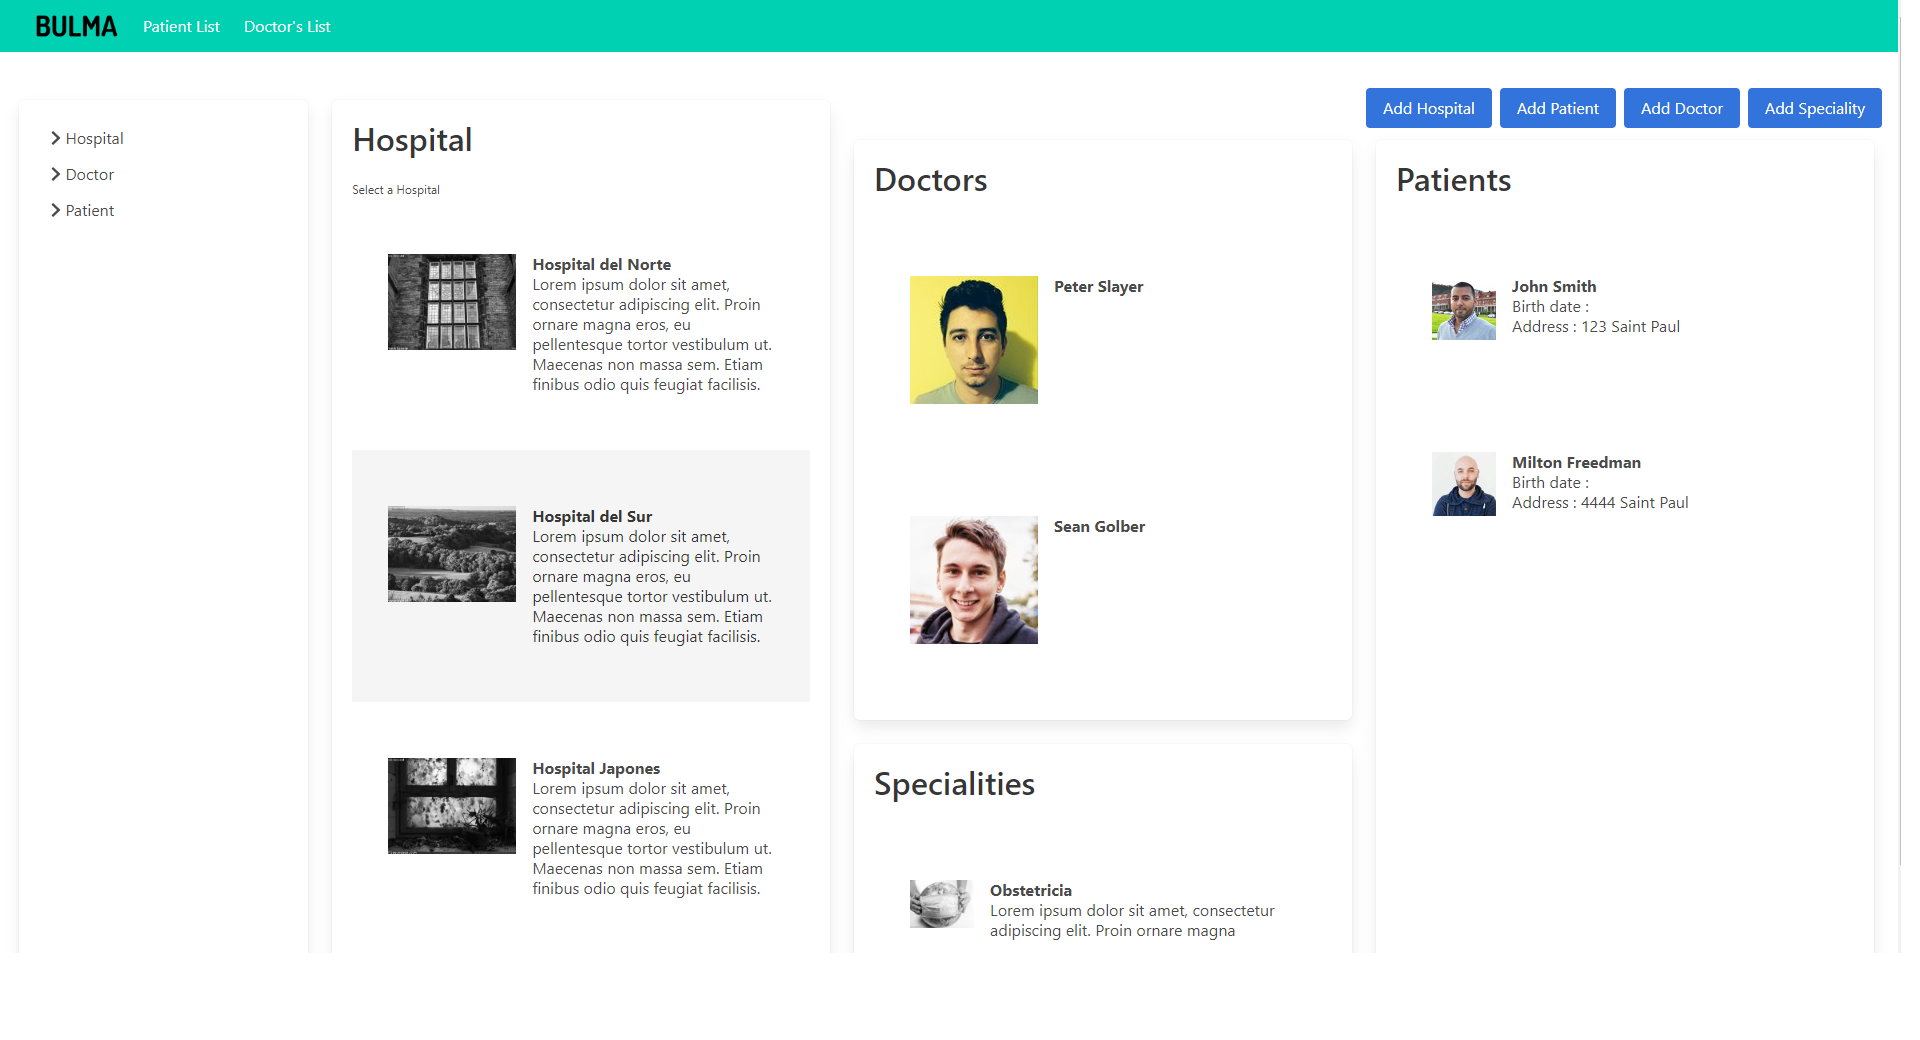 BULMA Patient List Doctor's List
Add Hospital Add Patient Add Doctor Add Speciality
Hospital
Doctor
Patient
Hospital
Select a Hospital
Hospital del Norte
Lorem ipsum dolor sit amet,
consectetur adipiscing elit. Proin
ornare magna eros, eu
pellentesque tortor vestibulum ut.
Maecenas non massa sem. Etiam
finibus odio quis feugiat facilisis.
Hospital del Sur
Lorem ipsum dolor sit amet,
consectetur adipiscing elit. Proin
ornare magna eros, eu
pellentesque tortor vestibulum ut.
Maecenas non massa sem. Etiam
finibus odio quis feugiat facilisis.
Hospital Japones
Lorem ipsum dolor sit amet,
consectetur adipiscing elit. Proin
ornare magna eros, eu
pellentesque tortor vestibulum ut.
Maecenas non massa sem. Etiam
finibus odio quis feugiat facilisis.
Doctors
Peter Slayer
Sean Golber
Specialities
Obstetricia
Lorem ipsum dolor sit amet, consectetur
adipiscing elit. Proin ornare magna
Patients
John Smith
Birth date :
Address : 123 Saint Paul
Milton Freedman
Birth date :
Address : 4444 Saint Paul